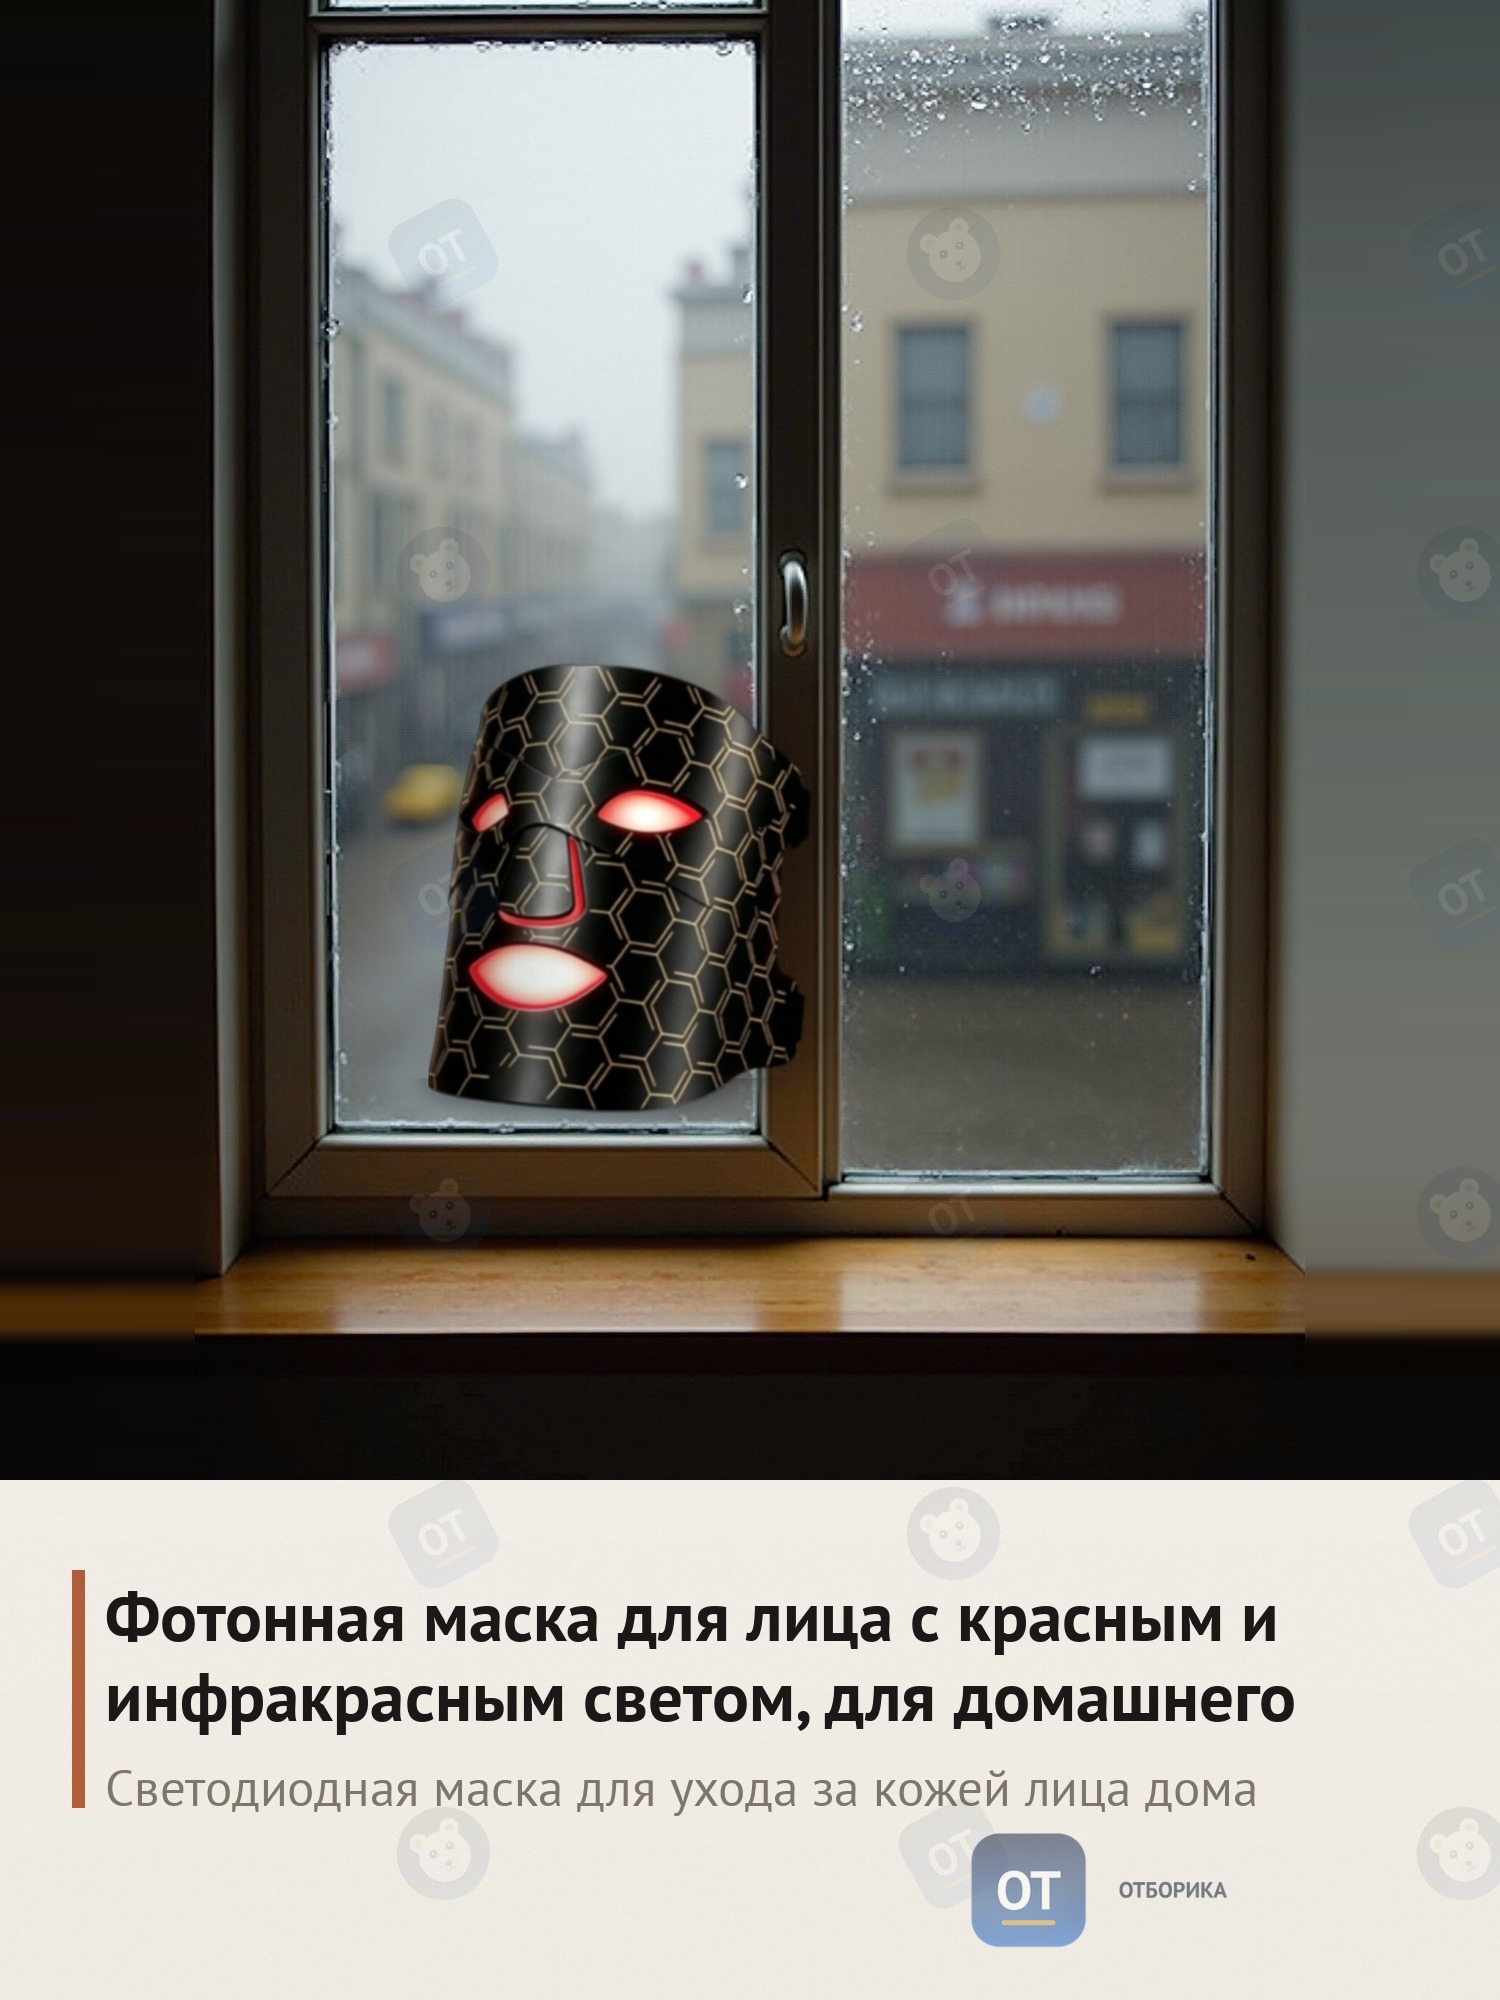 Фотонная маска для лица с красным и
инфракрасным светом, для домашнего
Светодиодная маска для ухода за кожей лица дома
ОТ
ОТБОРИКА